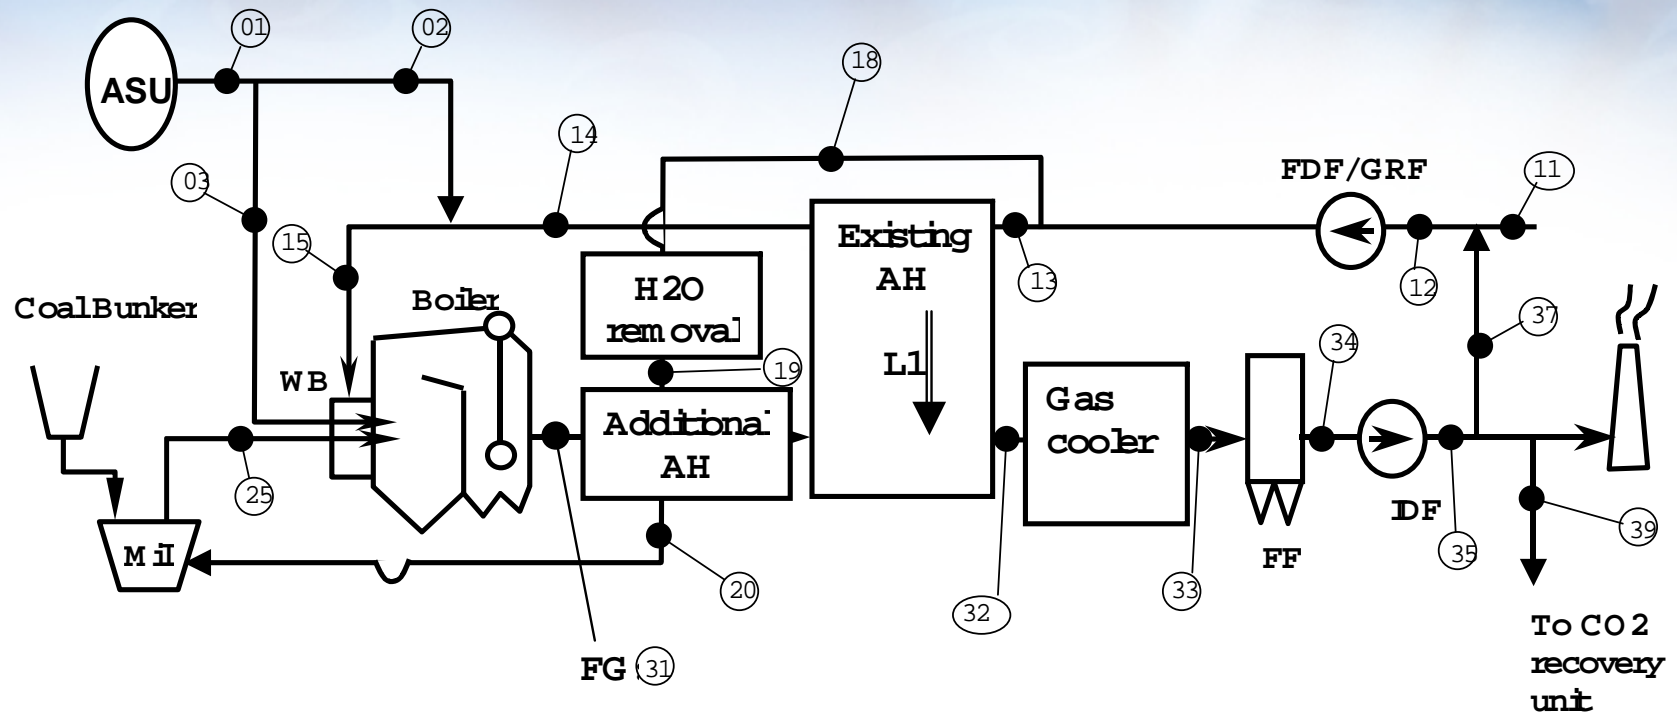 01
02
18
ASU
14
FDF/GRF
11
03
15
Existing
AH
13
12
Coal Bunker
Boiler
H2O
removal
37
34
WB
L1
19
Gas
cooler
Additional
AH
25
IDF
39
Mill
35
FF
20
33
32
To CO2
recovery
unit
FG
31